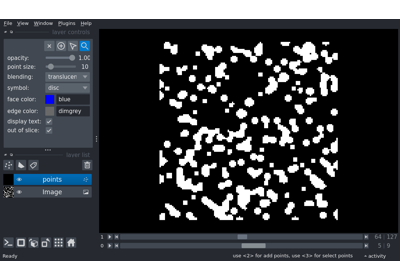 File View Window Plugins Help
layer controls
opacity: 1.00
point size: 10
blending: translucen
symbol: disc
face color: blue
edge color: dimgrey
display text:
out of slice:
layer list
points
Image
1 64 127
0 5 9
Ready use <2> for add points, use <3> for select points activity